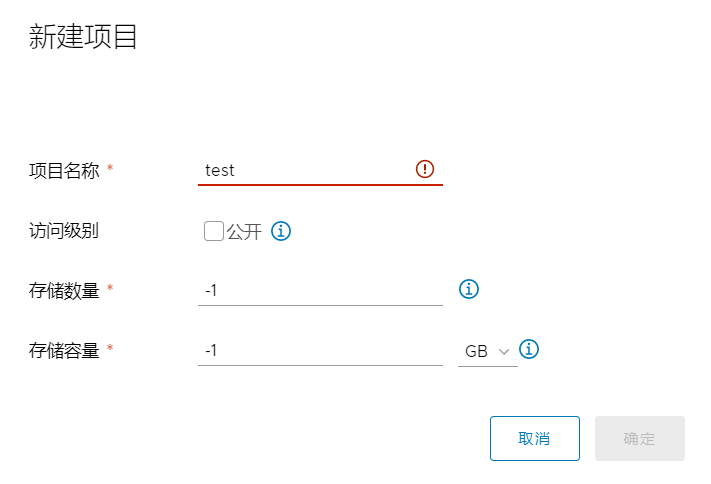 新建项目
项目名称 * test
访问级别 公开
存储数量 * -1
存储容量 * -1 GB
取消 确定